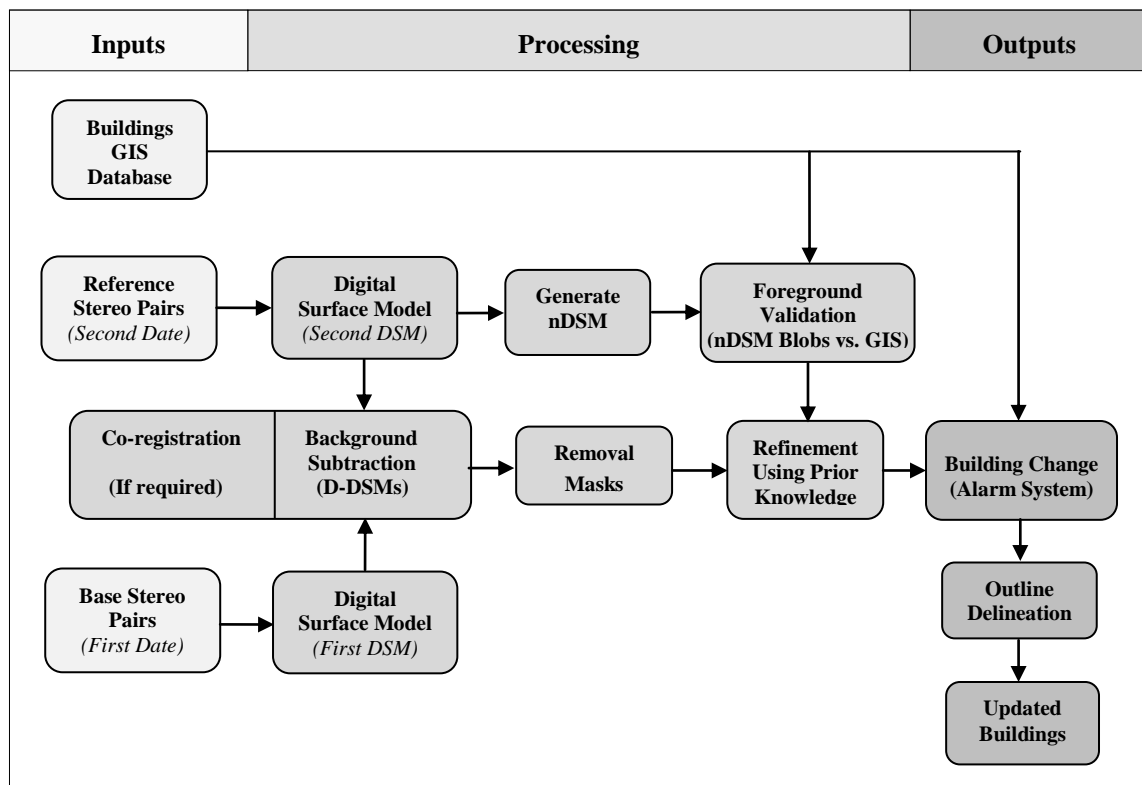 Inputs
Processing
Outputs
Buildings
GIS
Database
Reference
Stereo Pairs
(Second Date)
Digital
Surface Model
(Second DSM)
Generate
nDSM
Foreground
Validation
(nDSM Blobs vs. GIS)
Co-registration
(If required)
Background
Subtraction
(D-DSMs)
Removal
Masks
Refinement
Using Prior
Knowledge
Building Change
(Alarm System)
Base Stereo
Pairs
(First Date)
Digital
Surface Model
(First DSM)
Outline
Delineation
Updated
Buildings